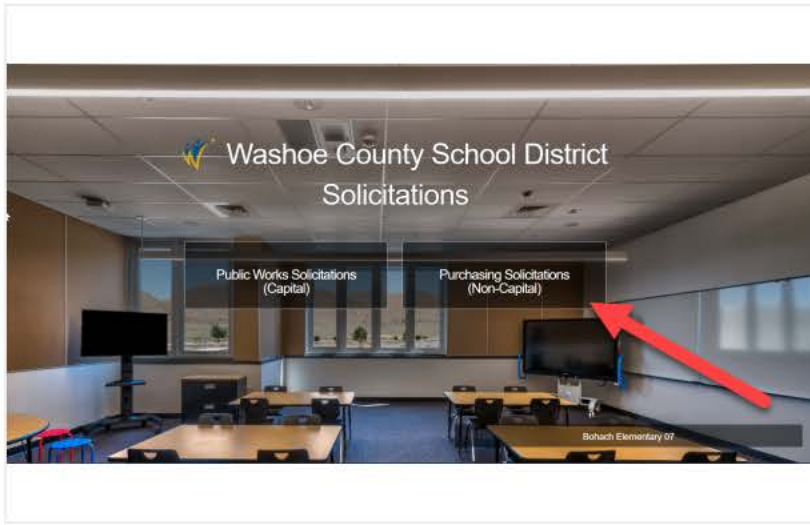 Washoe County School District
Solicitations
Public Works Solicitations
(Capital)
Purchasing Solicitations
(Non-Capital)
Bohach Elementary 07